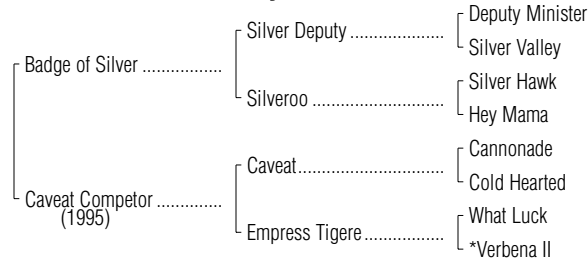 Deputy Minister
Silver Deputy ....................
Silver Valley
Badge of Silver ................
Silver Hawk
Silveroo ............................
Hey Mama
Cannonade
Caveat...............................
Cold Hearted
Caveat Competor ..............
(1995)
What Luck
Empress Tigere.................
*Verbena II